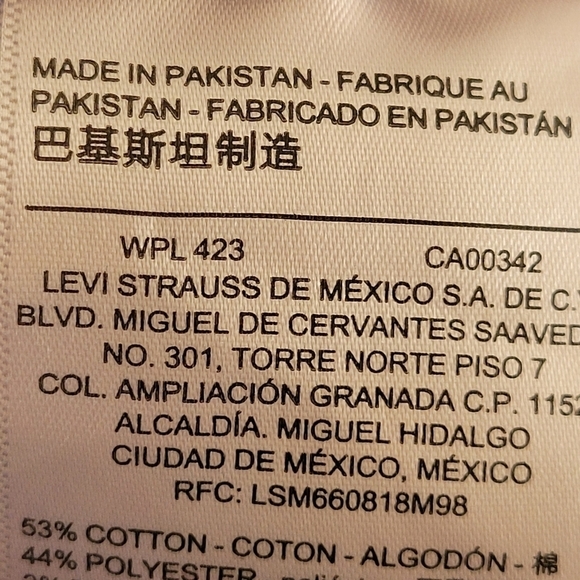 MADE IN PAKISTAN - FABRIQUE AU
PAKISTAN - FABRICADO EN PAKISTÁN
巴基斯坦制造
WPL 423 CA00342
LEVI STRAUSS DE MÉXICO S.A. DE C.
BLVD. MIGUEL DE CERVANTES SAAVED
NO. 301, TORRE NORTE PISO 7
COL. AMPLIACIÓN GRANADA C.P. 1152
ALCALDÍA. MIGUEL HIDALGO
CIUDAD DE MÉXICO, MÉXICO
RFC: LSM660818M98
53% COTTON - COTON - ALGODÓN - 棉
44% POLYESTER